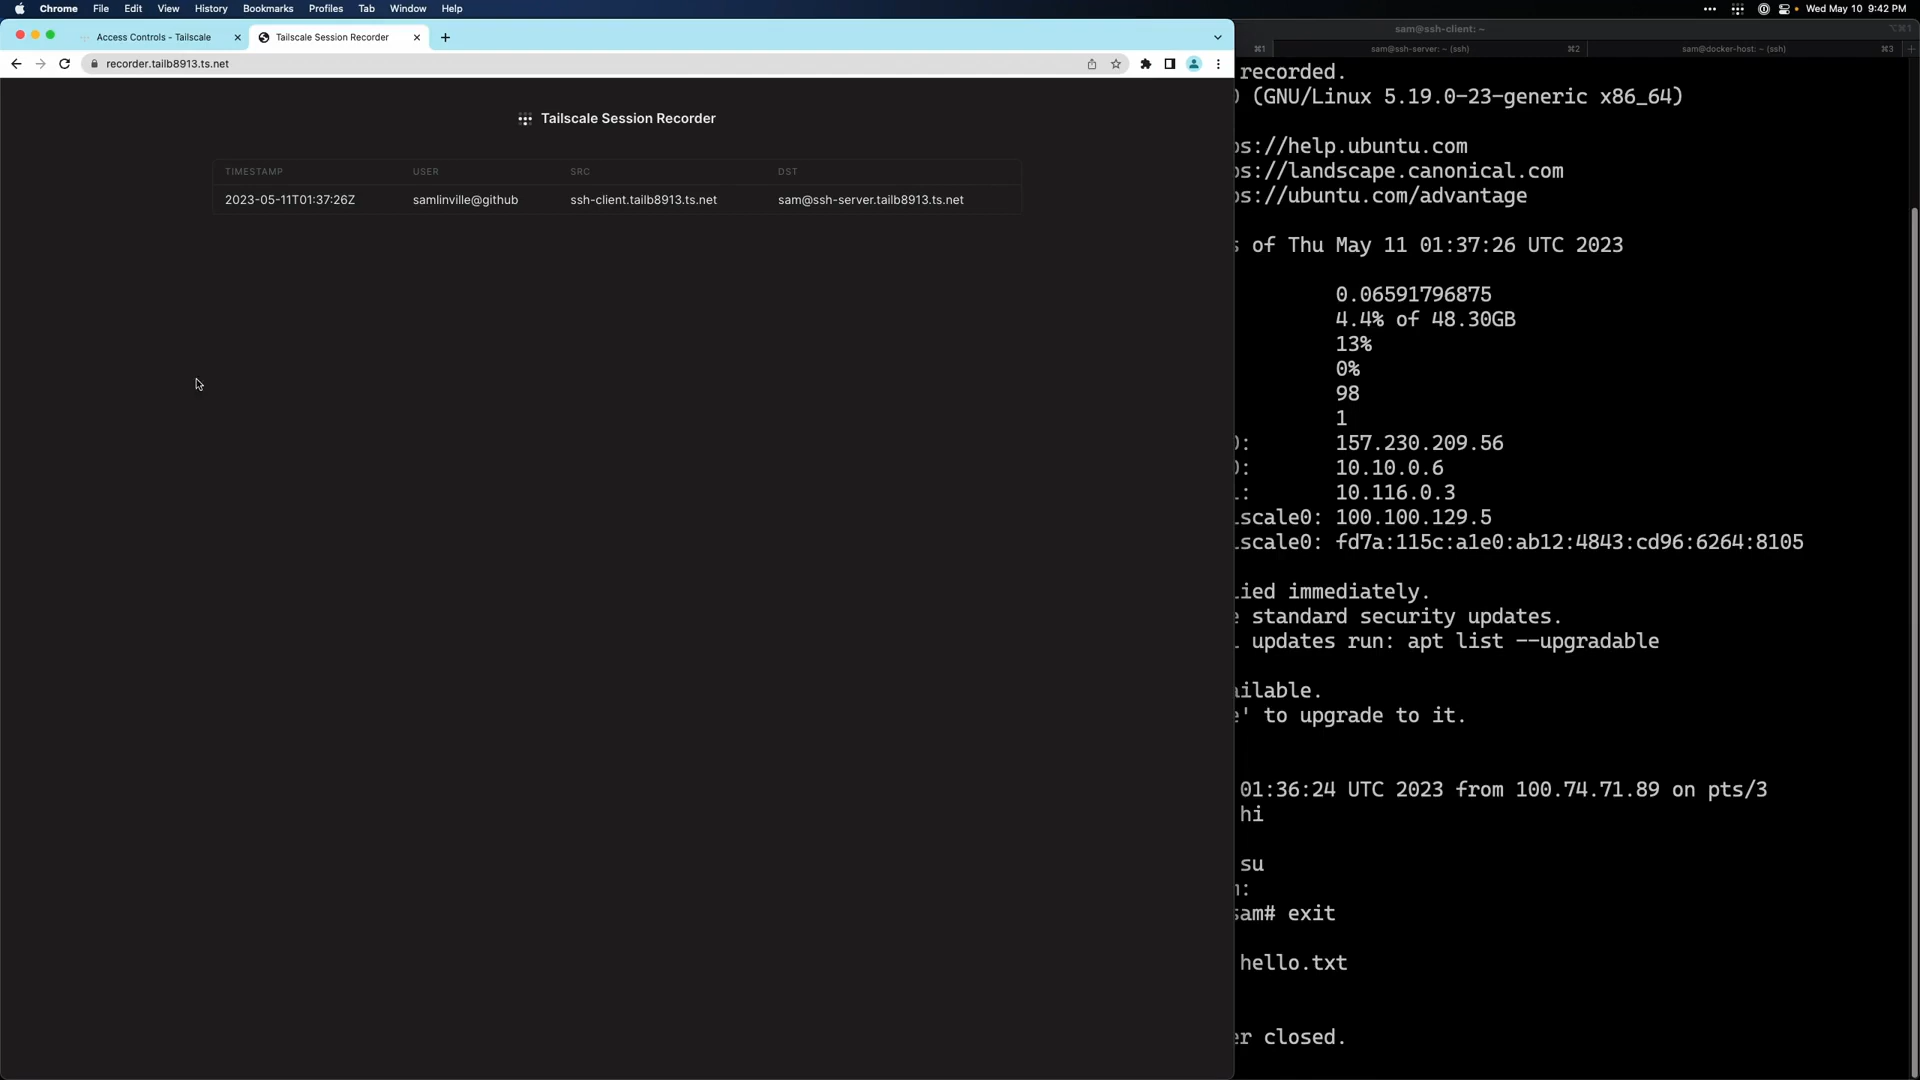 Chrome File Edit View History Bookmarks Profiles Tab Window Help
Wed May 10 9:42 PM
Access Controls - Tailscale
Tailscale Session Recorder
recorder.tailb8913.ts.net
Tailscale Session Recorder
TIMESTAMP USER SRC DST
2023-05-11T01:37:26Z samlinville@github ssh-client.tailb8913.ts.net sam@ssh-server.tailb8913.ts.net
sam@ssh-client: ~
⌥⌘1
⌘1 sam@ssh-server: ~ (ssh) ⌘2 sam@docker-host: ~ (ssh) ⌘3
recorded.
(GNU/Linux 5.19.0-23-generic x86_64)
ps://help.ubuntu.com
ps://landscape.canonical.com
ps://ubuntu.com/advantage
s of Thu May 11 01:37:26 UTC 2023
0.06591796875
4.4% of 48.30GB
13%
0%
98
1
0: 157.230.209.56
0: 10.10.0.6
: 10.116.0.3
scale0: 100.100.129.5
scale0: fd7a:115c:a1e0:ab12:4843:cd96:6264:8105
lied immediately.
e standard security updates.
l updates run: apt list --upgradable
ailable.
e' to upgrade to it.
01:36:24 UTC 2023 from 100.74.71.89 on pts/3
hi
su
:
sam# exit
hello.txt
er closed.